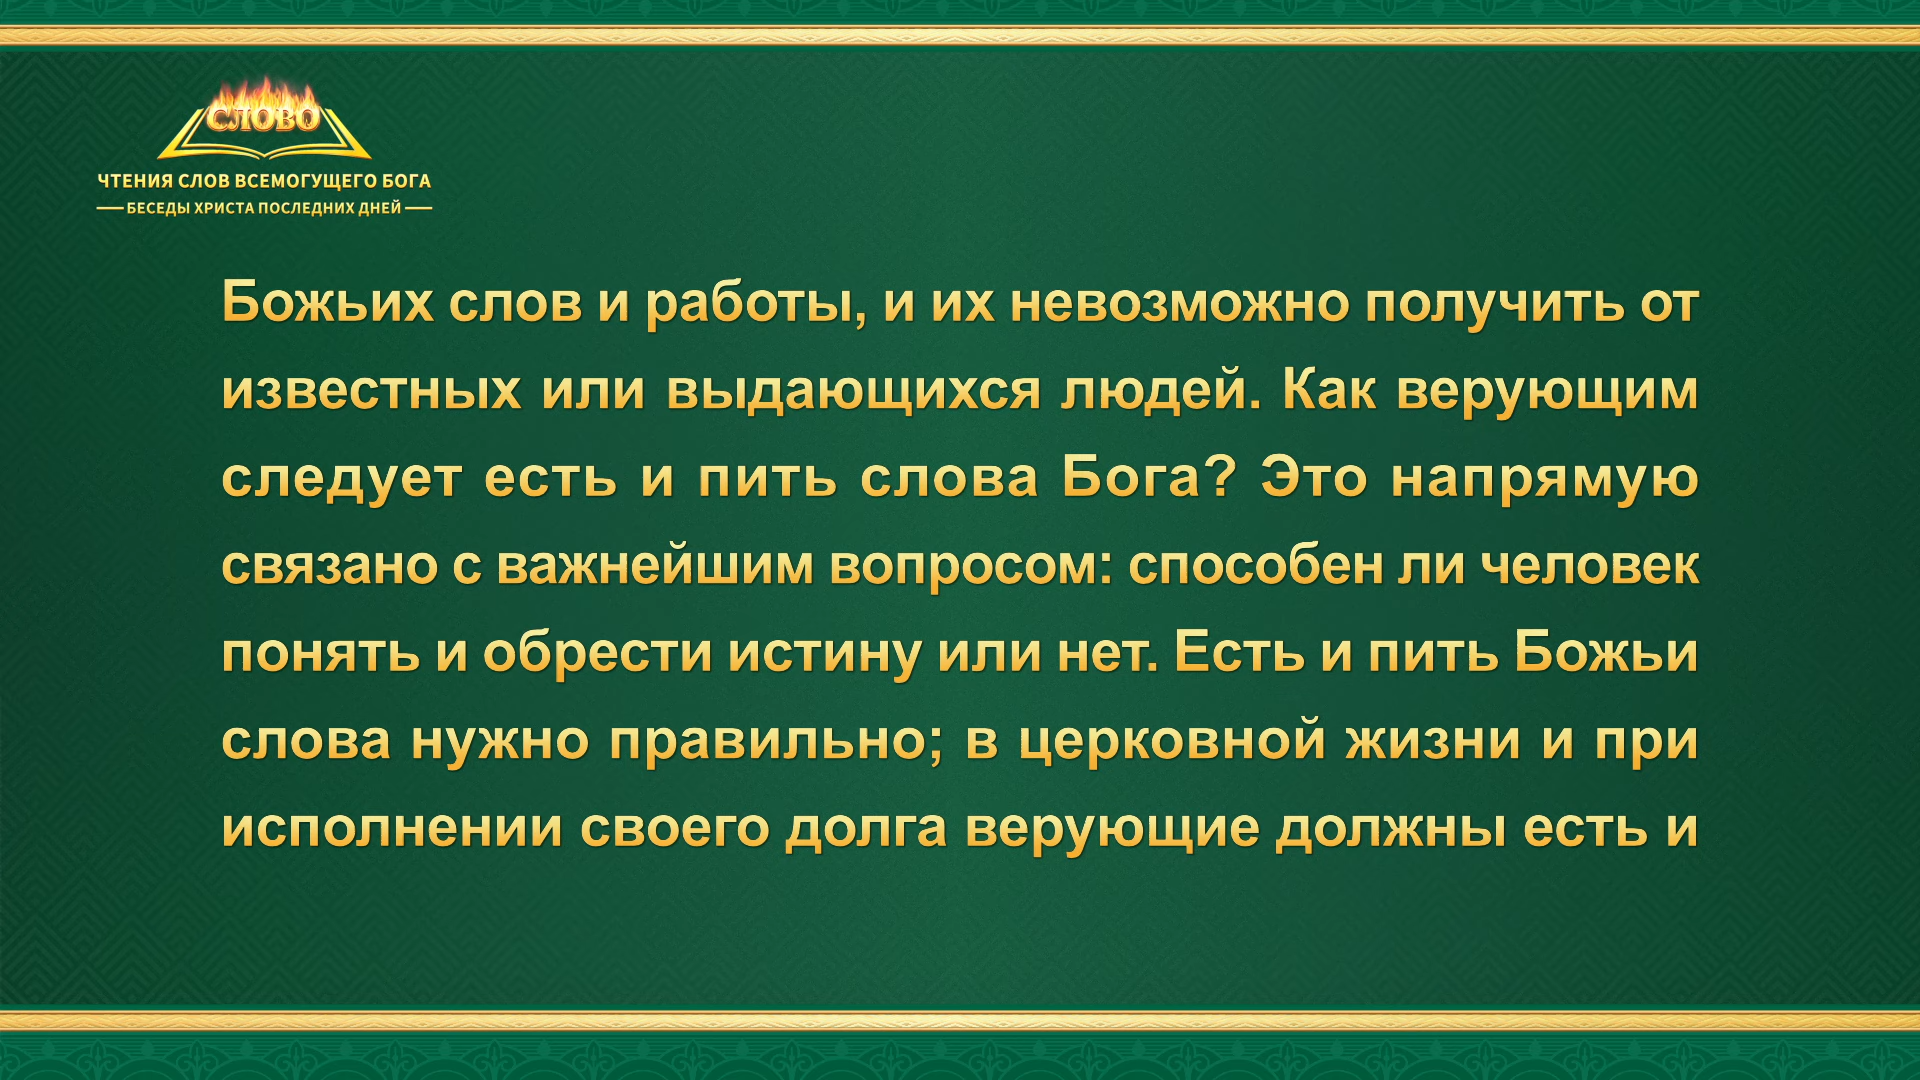 СЛОВО
ЧТЕНИЯ СЛОВ ВСЕМОГУЩЕГО БОГА
БЕСЕДЫ ХРИСТА ПОСЛЕДНИХ ДНЕЙ
Божьих слов и работы, и их невозможно получить от
известных или выдающихся людей. Как верующим
следует есть и пить слова Бога? Это напрямую
связано с важнейшим вопросом: способен ли человек
понять и обрести истину или нет. Есть и пить Божьи
слова нужно правильно; в церковной жизни и при
исполнении своего долга верующие должны есть и